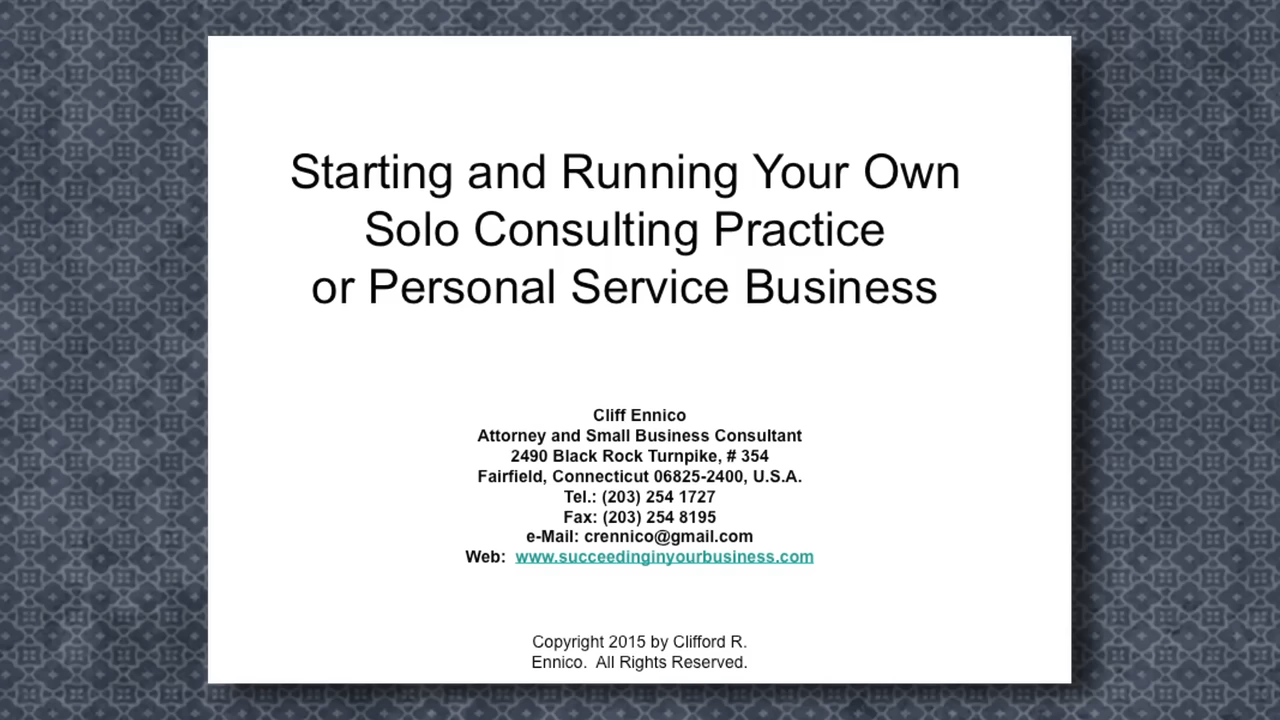 Starting and Running Your Own
Solo Consulting Practice
or Personal Service Business
Cliff Ennico
Attorney and Small Business Consultant
2490 Black Rock Turnpike, # 354
Fairfield, Connecticut 06825-2400, U.S.A.
Tel.: (203) 254 1727
Fax: (203) 254 8195
e-Mail: crennico@gmail.com
Web: www.succeedinginyourbusiness.com
Copyright 2015 by Clifford R.
Ennico. All Rights Reserved.